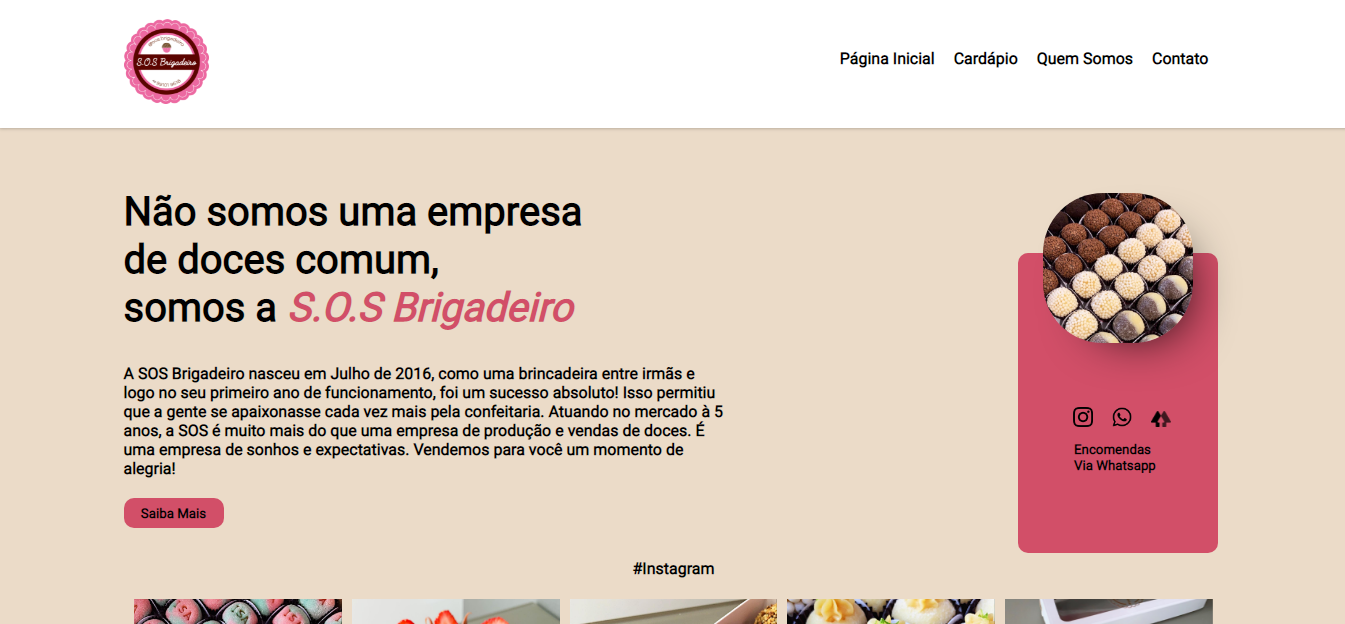 S.O.S Brigadeiro
Página Inicial Cardápio Quem Somos Contato
Não somos uma empresa
de doces comum,
somos a S.O.S Brigadeiro
A SOS Brigadeiro nasceu em Julho de 2016, como uma brincadeira entre irmãs e
logo no seu primeiro ano de funcionamento, foi um sucesso absoluto! Isso permitiu
que a gente se apaixonasse cada vez mais pela confeitaria. Atuando no mercado à 5
anos, a SOS é muito mais do que uma empresa de produção e vendas de doces. É
uma empresa de sonhos e expectativas. Vendemos para você um momento de
alegria!
Saiba Mais
Encomendas
Via Whatsapp
#Instagram